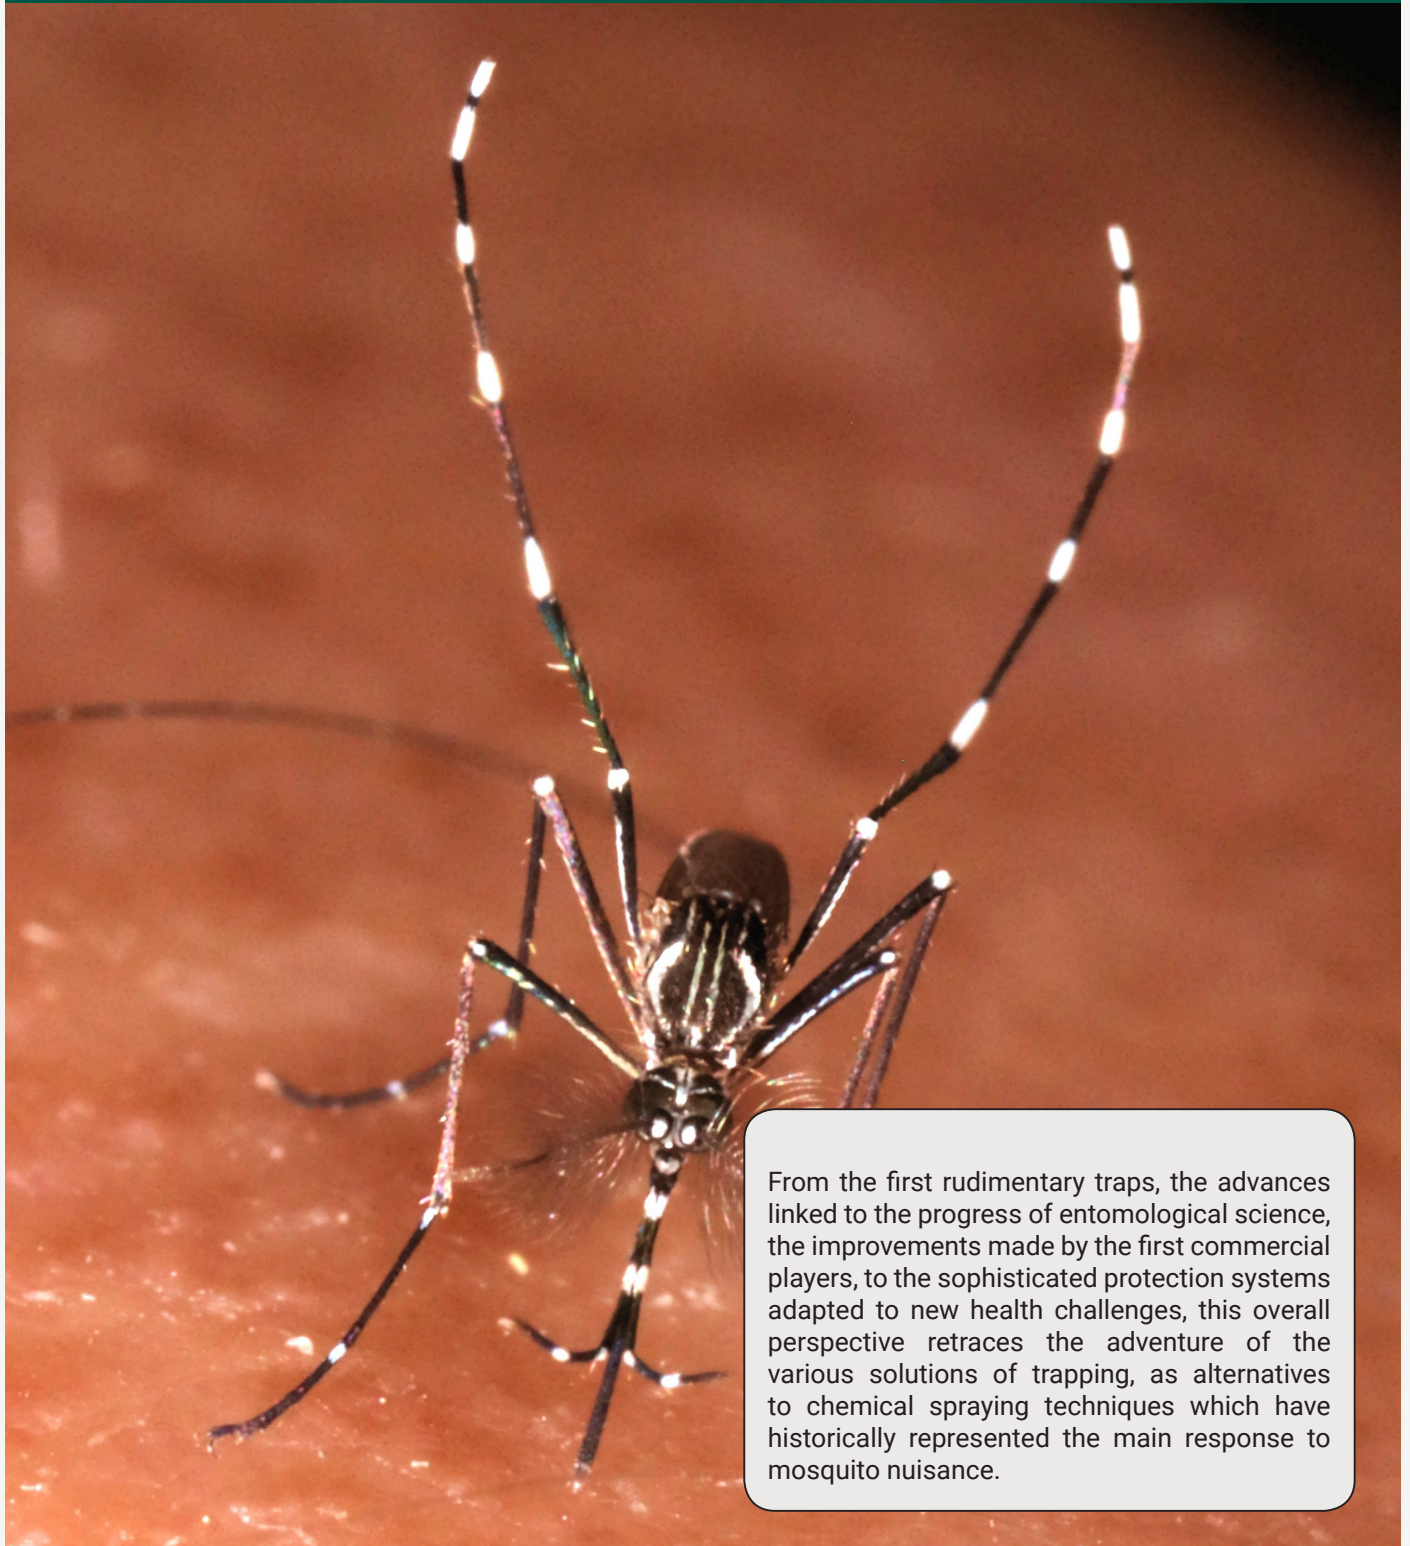 From the first rudimentary traps, the advances
linked to the progress of entomological science,
the improvements made by the first commercial
players, to the sophisticated protection systems
adapted to new health challenges, this overall
perspective retraces the adventure of the
various solutions of trapping, as alternatives
to chemical spraying techniques which have
historically represented the main response to
mosquito nuisance.